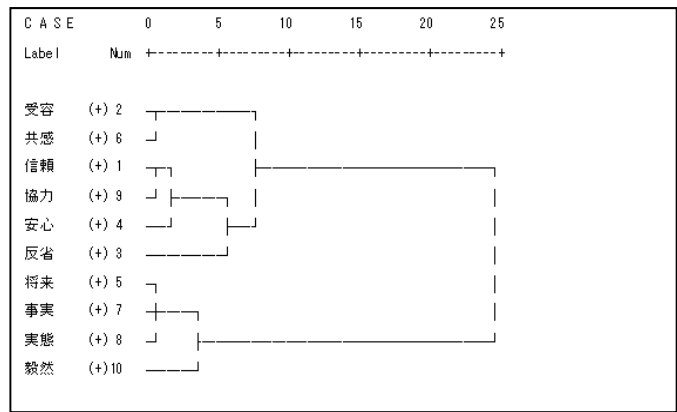 C A S E 0 5 10 15 20 25
Label Num +---------+---------+---------+---------+---------+
受容 (+) 2
共感 (+) 6
信頼 (+) 1
協力 (+) 9
安心 (+) 4
反省 (+) 3
将来 (+) 5
事実 (+) 7
実態 (+) 8
毅然 (+) 10